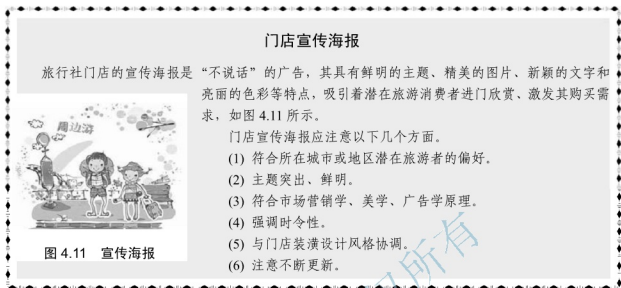 门店宣传海报
旅行社门店的宣传海报是“不说话”的广告，其具有鲜明的主题、精美的图片、新颖的文字和
亮丽的色彩等特点，吸引着潜在旅游消费者进门欣赏、激发其购买需
求，如图 4.11 所示。
周边游
门店宣传海报应注意以下几个方面。
(1) 符合所在城市或地区潜在旅游者的偏好。
(2) 主题突出、鲜明。
(3) 符合市场营销学、美学、广告学原理。
(4) 强调时令性。
(5) 与门店装潢设计风格协调。
(6) 注意不断更新。
图 4.11 宣传海报
所有